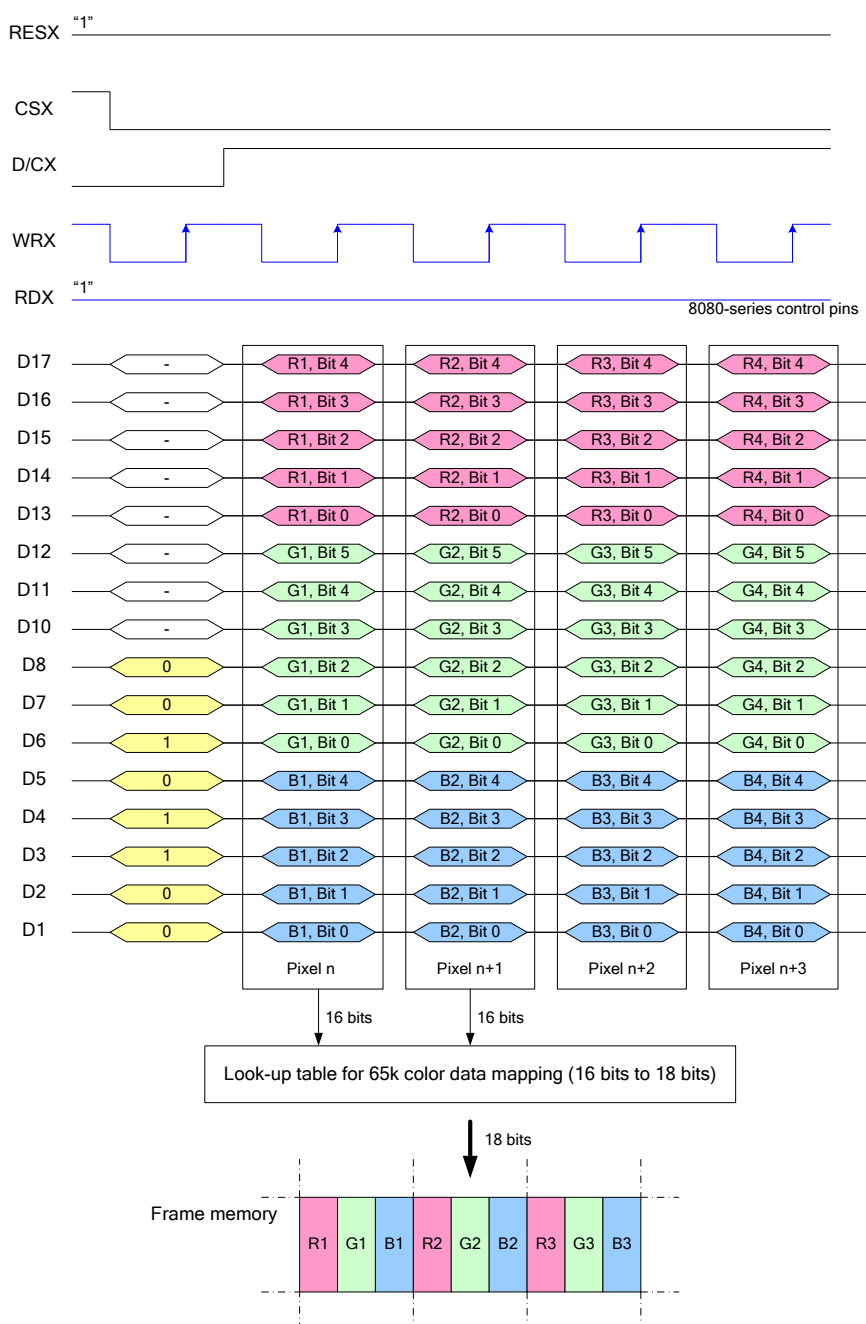 RESX “1”
CSX
D/CX
WRX
RDX “1”
8080-series control pins
D17 - R1, Bit 4 R2, Bit 4 R3, Bit 4 R4, Bit 4
D16 - R1, Bit 3 R2, Bit 3 R3, Bit 3 R4, Bit 3
D15 - R1, Bit 2 R2, Bit 2 R3, Bit 2 R4, Bit 2
D14 - R1, Bit 1 R2, Bit 1 R3, Bit 1 R4, Bit 1
D13 - R1, Bit 0 R2, Bit 0 R3, Bit 0 R4, Bit 0
D12 - G1, Bit 5 G2, Bit 5 G3, Bit 5 G4, Bit 5
D11 - G1, Bit 4 G2, Bit 4 G3, Bit 4 G4, Bit 4
D10 - G1, Bit 3 G2, Bit 3 G3, Bit 3 G4, Bit 3
D8 0 G1, Bit 2 G2, Bit 2 G3, Bit 2 G4, Bit 2
D7 0 G1, Bit 1 G2, Bit 1 G3, Bit 1 G4, Bit 1
D6 1 G1, Bit 0 G2, Bit 0 G3, Bit 0 G4, Bit 0
D5 0 B1, Bit 4 B2, Bit 4 B3, Bit 4 B4, Bit 4
D4 1 B1, Bit 3 B2, Bit 3 B3, Bit 3 B4, Bit 3
D3 1 B1, Bit 2 B2, Bit 2 B3, Bit 2 B4, Bit 2
D2 0 B1, Bit 1 B2, Bit 1 B3, Bit 1 B4, Bit 1
D1 0 B1, Bit 0 B2, Bit 0 B3, Bit 0 B4, Bit 0
Pixel n Pixel n+1 Pixel n+2 Pixel n+3
16 bits 16 bits
Look-up table for 65k color data mapping (16 bits to 18 bits)
18 bits
Frame memory
R1 G1 B1 R2 G2 B2 R3 G3 B3